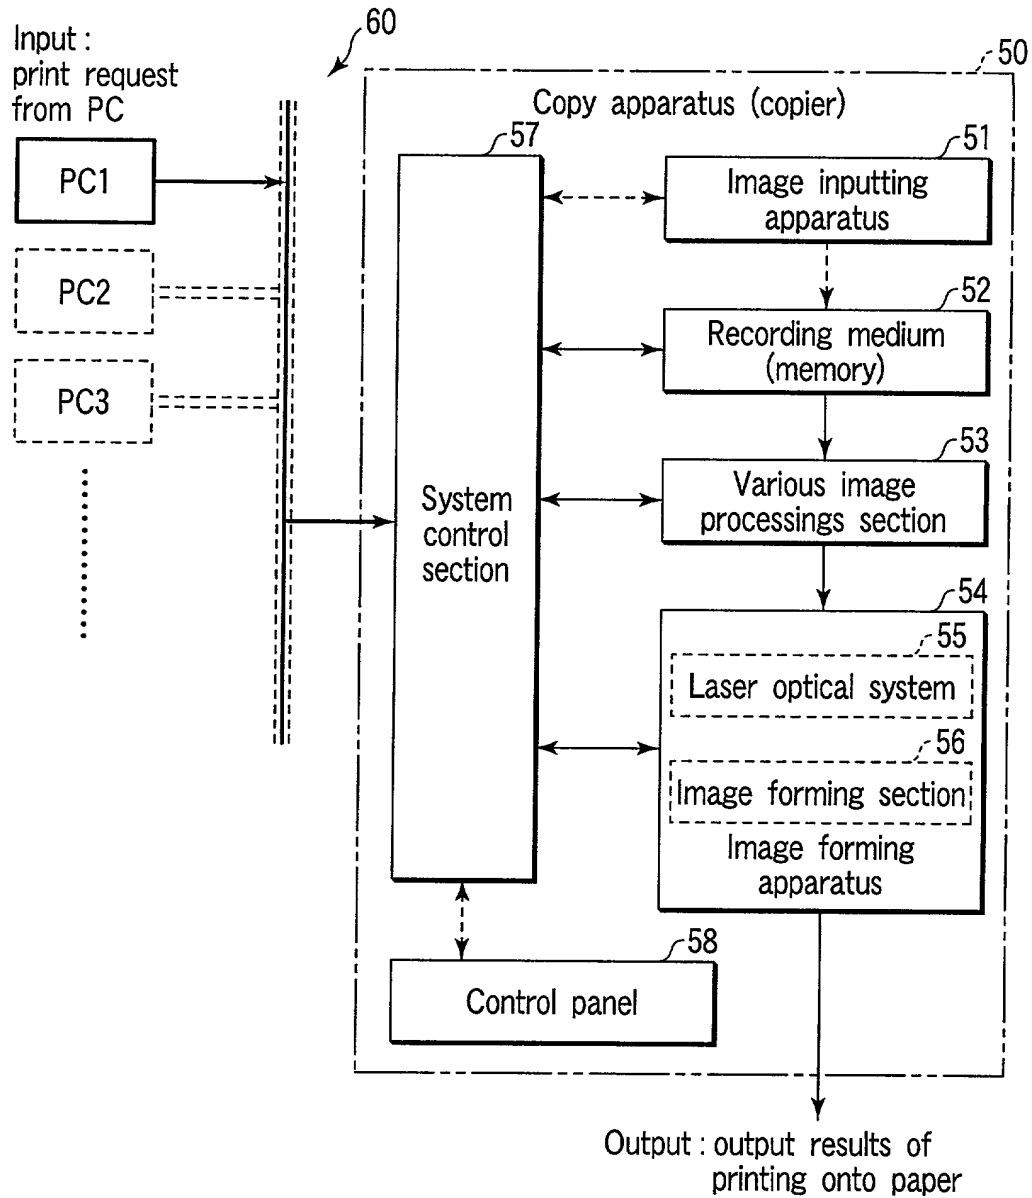 60
Input :
print request
from PC
PC1
PC2
PC3
50
Copy apparatus (copier)
57
System
control
section
51
Image inputting
apparatus
52
Recording medium
(memory)
53
Various image
processings section
54
55
Laser optical system
56
Image forming section
Image forming
apparatus
58
Control panel
Output : output results of
printing onto paper